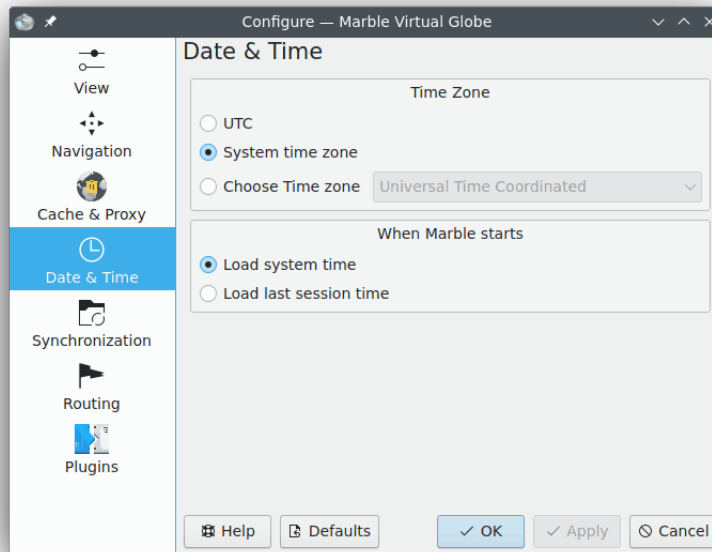 Configure — Marble Virtual Globe
View
Navigation
Cache & Proxy
Date & Time
Synchronization
Routing
Plugins
Date & Time
Time Zone
UTC
System time zone
Choose Time zone Universal Time Coordinated
When Marble starts
Load system time
Load last session time
Help Defaults OK Apply Cancel